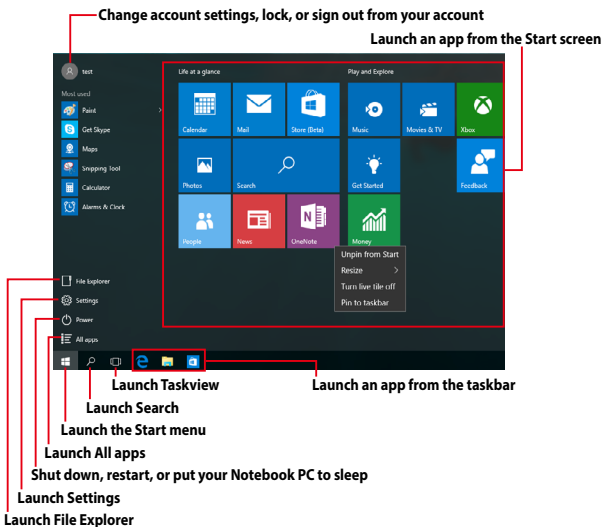 Change account settings, lock, or sign out from your account
Launch an app from the Start screen
test
Life at a glance
Play and Explore
Most used
Paint
Get Skype
Maps
Snipping Tool
Calculator
Alarms & Clock
Calendar
Mail
Store (Beta)
Music
Movies & TV
Xbox
Photos
Search
Get Started
Feedback
People
News
OneNote
Money
Unpin from Start
Resize
Turn live tile off
Pin to taskbar
File Explorer
Settings
Power
All apps
Launch Taskview
Launch an app from the taskbar
Launch Search
Launch the Start menu
Launch All apps
Shut down, restart, or put your Notebook PC to sleep
Launch Settings
Launch File Explorer